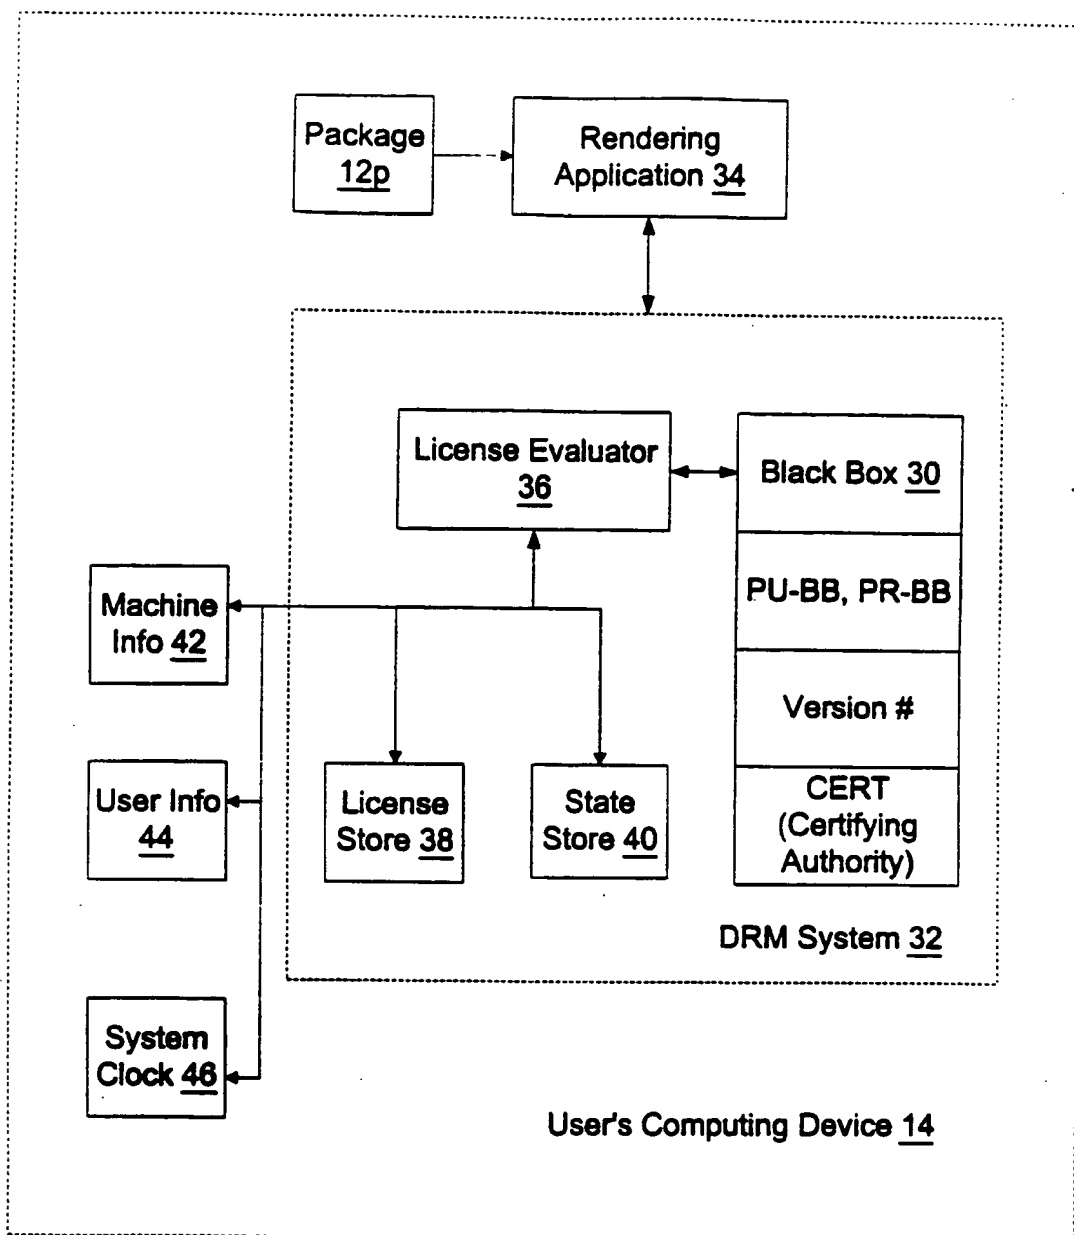 Package
12p
Rendering
Application 34
License Evaluator
36
Black Box 30
PU-BB, PR-BB
Version #
CERT
(Certifying
Authority)
Machine
Info 42
User Info
44
License
Store 38
State
Store 40
DRM System 32
System
Clock 46
User's Computing Device 14